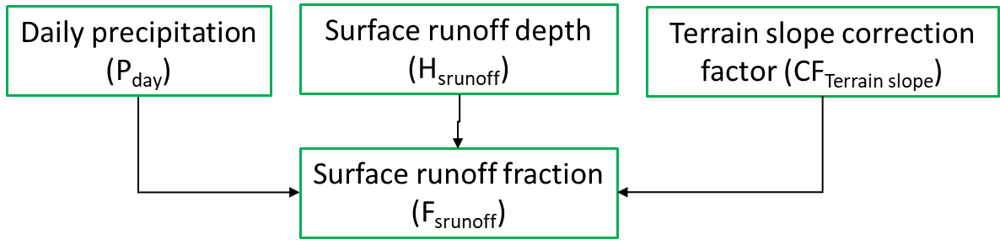 Daily precipitation
(Pday)
Surface runoff depth
(Hsrunoff)
Terrain slope correction
factor (CFTerrain slope)
Surface runoff fraction
(Fsrunoff)